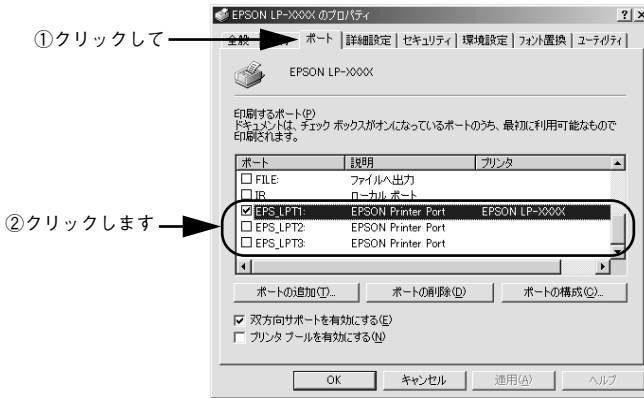 EPSON LP-XXXX のプロパティ
①クリックして
全般
ポート
詳細設定
セキュリティ
環境設定
フォント置換
ユーティリティ
EPSON LP-XXXX
印刷するポート(P)
ドキュメントは、チェック ボックスがオンになっているポートのうち、最初に利用可能なもので
印刷されます。
ポート 説明 プリンタ
FILE: ファイルへ出力
IR ローカル ポート
②クリックします
EPS_LPT1: EPSON Printer Port EPSON LP-XXXX
EPS_LPT2: EPSON Printer Port
EPS_LPT3: EPSON Printer Port
ポートの追加(T)... ポートの削除(D) ポートの構成(C)...
双方向サポートを有効にする(E)
プリンタ プールを有効にする(N)
OK キャンセル 適用(A) ヘルプ